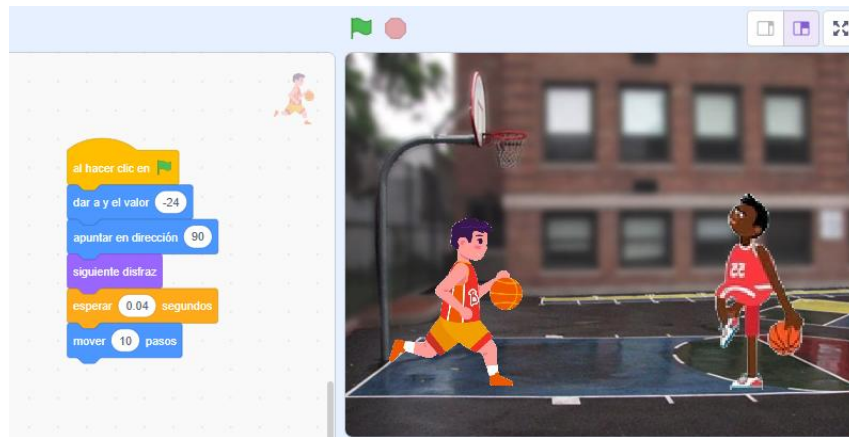 al hacer clic en
dar a y el valor -24
apuntar en dirección 90
siguiente disfraz
esperar 0.04 segundos
mover 10 pasos